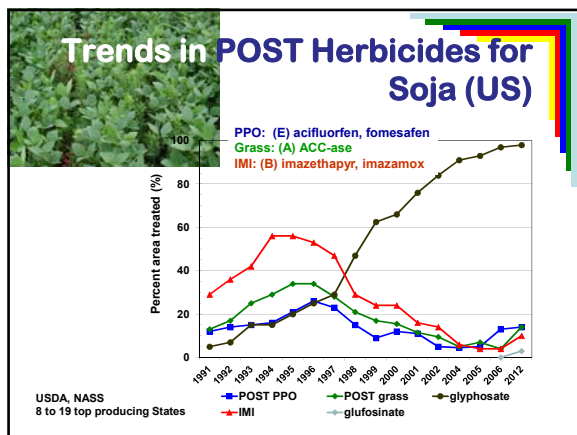 Trends in POST Herbicides for
Soja (US)
PPO: (E) acifluorfen, fomesafen
Grass: (A) ACC-ase
IMI: (B) imazethapyr, imazamox
Percent area treated (%)
100
80
60
40
20
0
1991 1992 1993 1994 1995 1996 1997 1998 1999 2000 2001 2002 2004 2005 2006 2012
USDA, NASS
8 to 19 top producing States
POST PPO POST grass glyphosate
IMI glufosinate